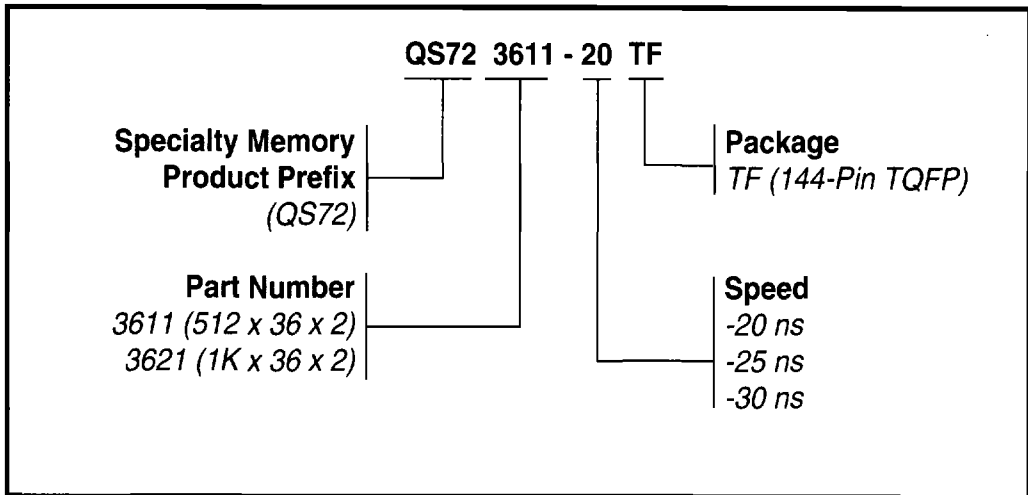 QS72 3611 - 20 TF
Specialty Memory
Product Prefix
(QS72)
Package
TF (144-Pin TQFP)
Part Number
3611 (512 x 36 x 2)
3621 (1K x 36 x 2)
Speed
-20 ns
-25 ns
-30 ns